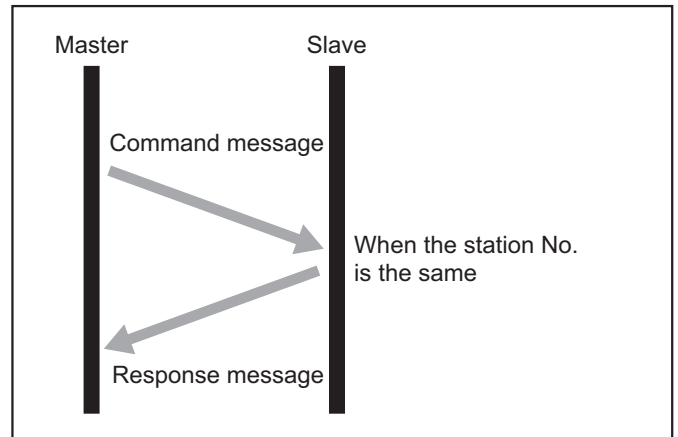 Master
Slave
Command message
When the station No.
is the same
Response message